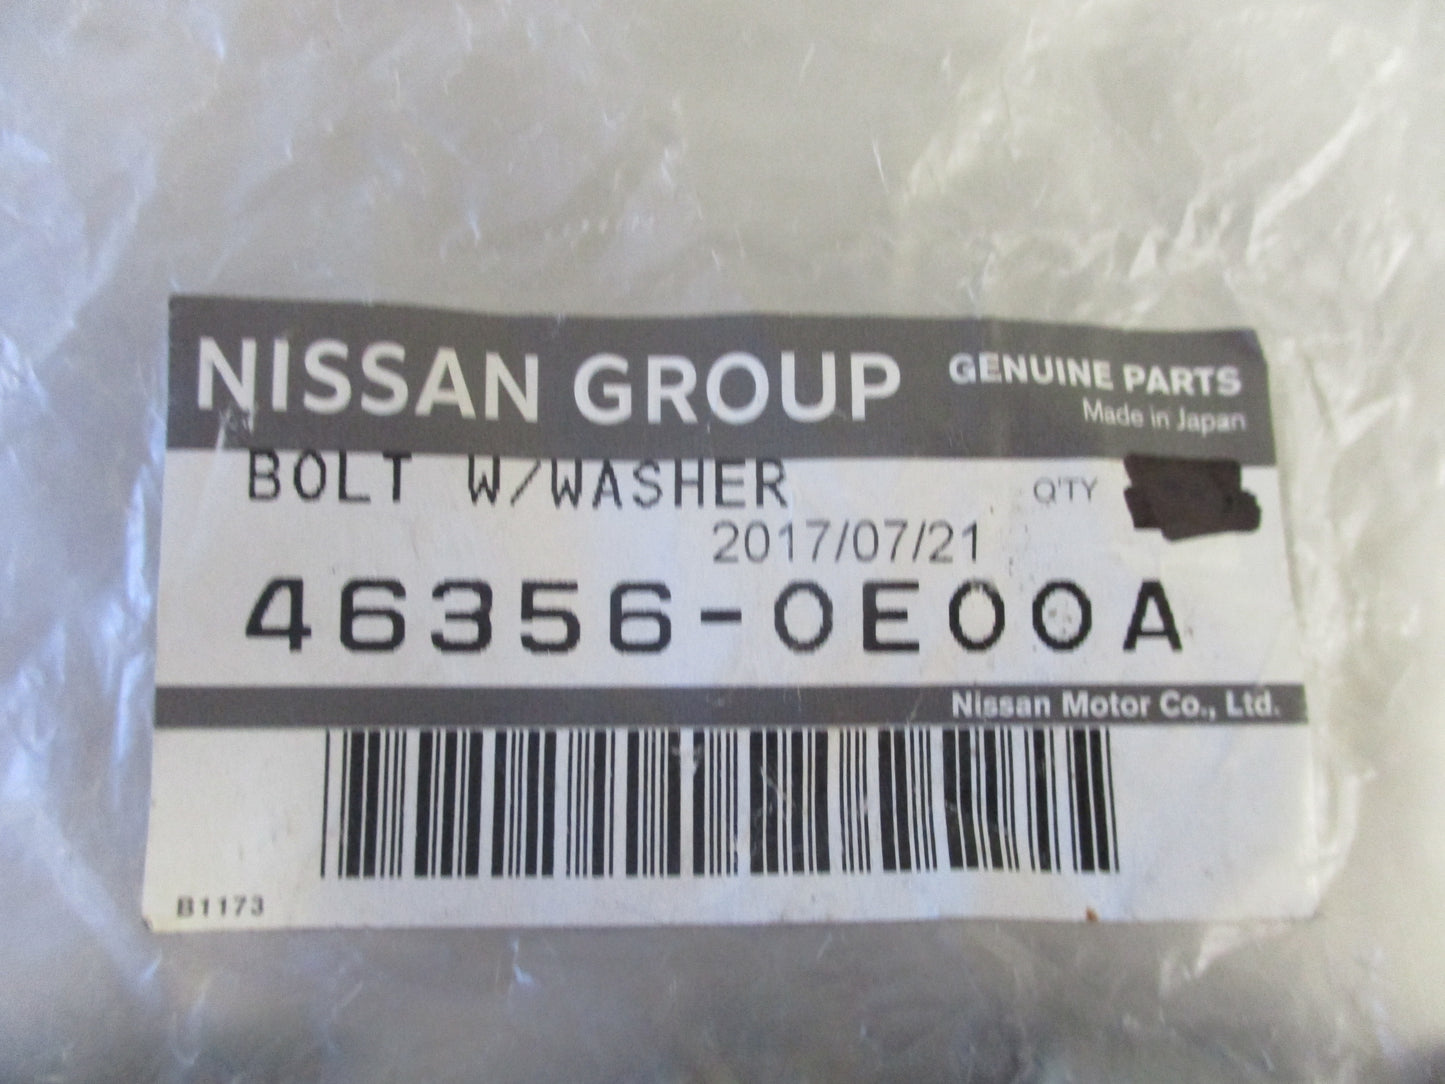 NISSAN GROUP GENUINE PARTS
Made in Japan
BOLT W/WASHER Q'TY
2017/07/21
46356-0E00A
Nissan Motor Co., Ltd.
B1173